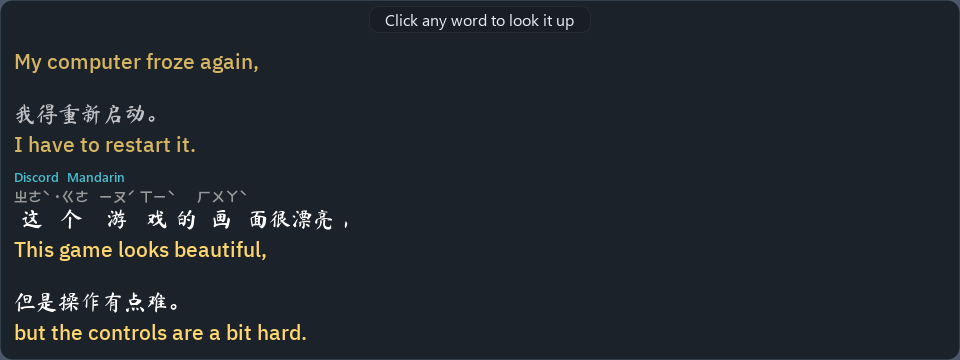 Click any word to look it up
My computer froze again,
我得重新启动。
I have to restart it.
Discord Mandarin
ㄓㄜˋ ˙ㄍㄜ ㄧㄡˊ ㄒㄧˋ ㄏㄨㄚˋ
这个游戏的画面很漂亮，
This game looks beautiful,
但是操作有点难。
but the controls are a bit hard.